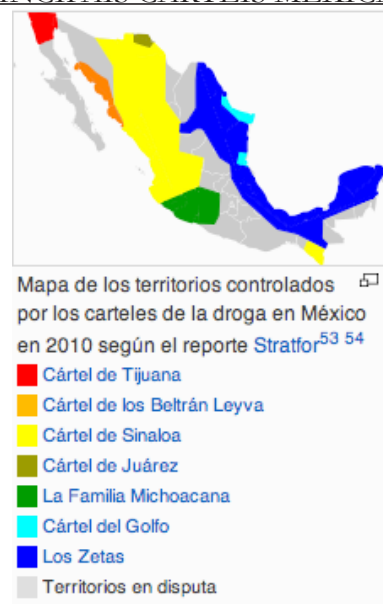 Mapa de los territorios controlados
por los carteles de la droga en México
en 2010 según el reporte Stratfor53 54
Cártel de Tijuana
Cártel de los Beltrán Leyva
Cártel de Sinaloa
Cártel de Juárez
La Familia Michoacana
Cártel del Golfo
Los Zetas
Territorios en disputa